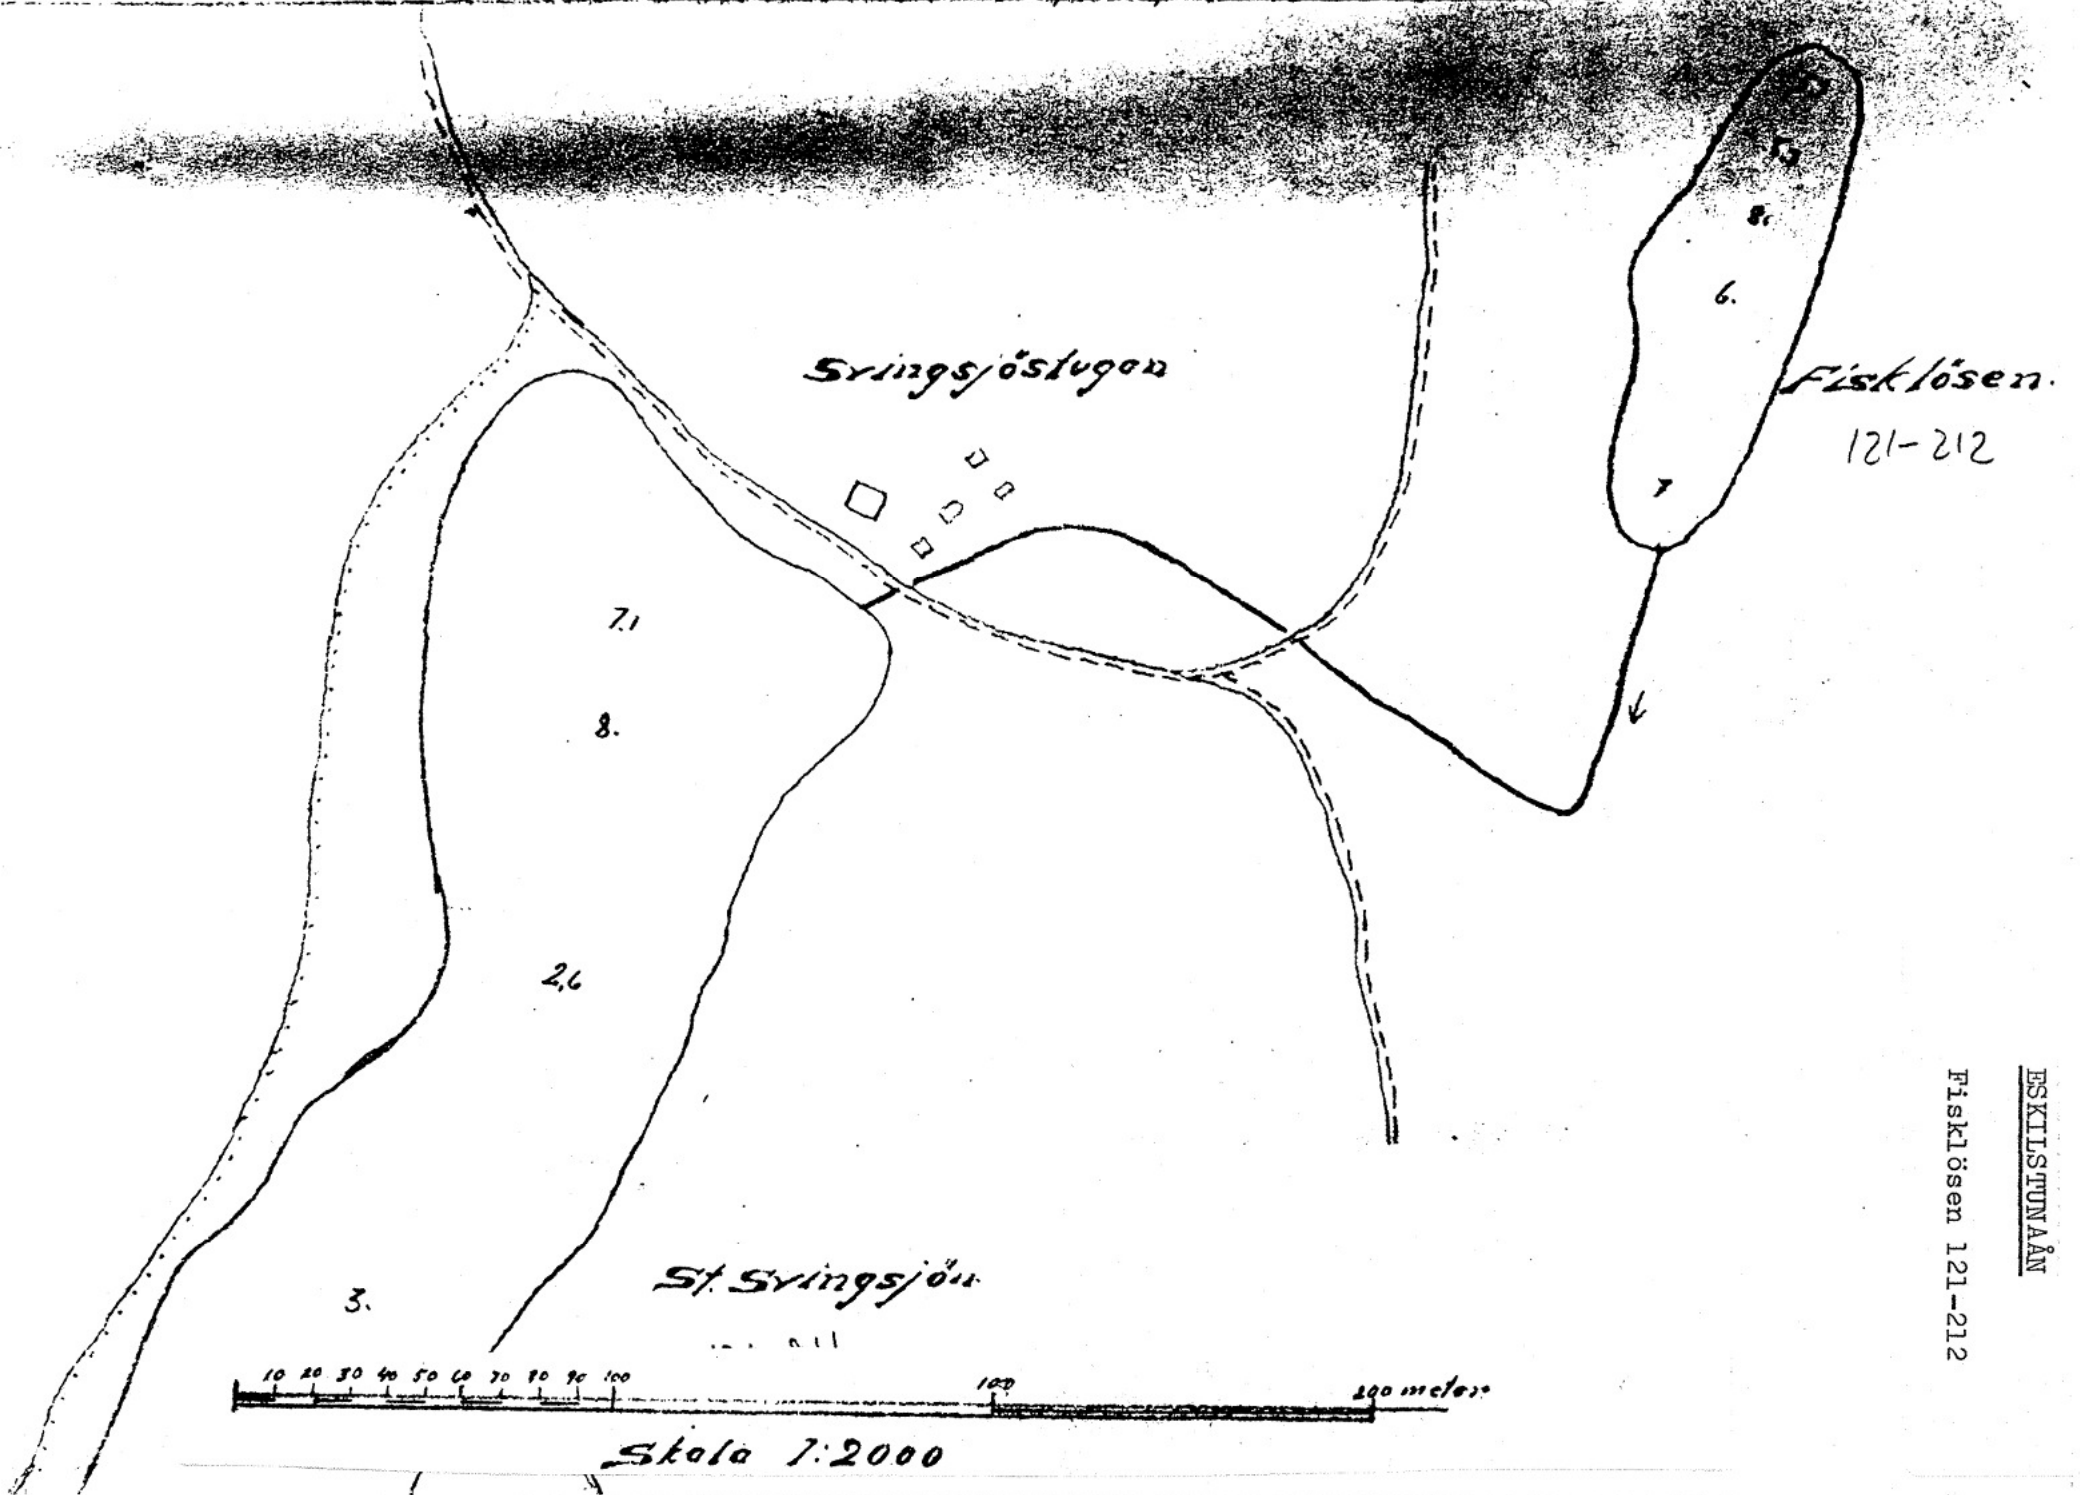 8.
6.
Svingsjöstugan
Fisklösen.
121-212
7
7,1
8.
2,6
ESKILSTUNAÅN
Fisklösen 121-212
St. Svingsjön
3.
10 20 30 40 50 60 70 80 90 100
100
200 meter
Skala 1:2000